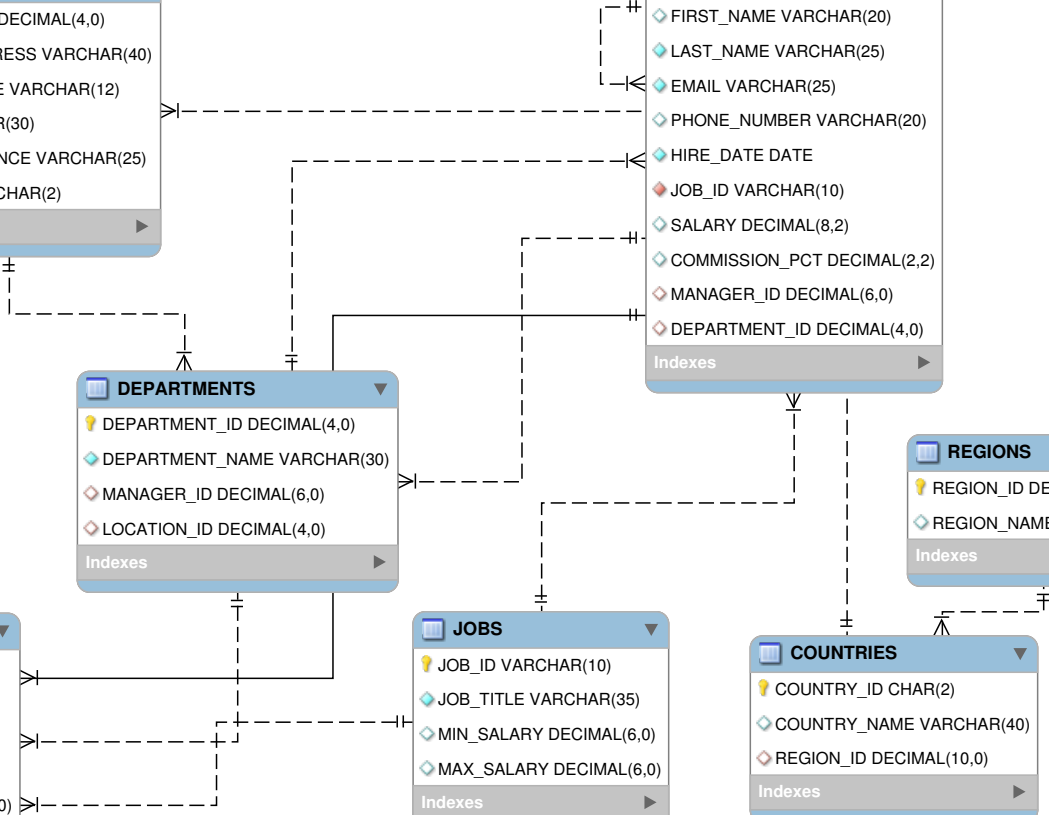 DECIMAL(4,0)
RESS VARCHAR(40)
E VARCHAR(12)
R(30)
NCE VARCHAR(25)
CHAR(2)
FIRST_NAME VARCHAR(20)
LAST_NAME VARCHAR(25)
EMAIL VARCHAR(25)
PHONE_NUMBER VARCHAR(20)
HIRE_DATE DATE
JOB_ID VARCHAR(10)
SALARY DECIMAL(8,2)
COMMISSION_PCT DECIMAL(2,2)
MANAGER_ID DECIMAL(6,0)
DEPARTMENT_ID DECIMAL(4,0)
Indexes
DEPARTMENTS
DEPARTMENT_ID DECIMAL(4,0)
DEPARTMENT_NAME VARCHAR(30)
MANAGER_ID DECIMAL(6,0)
LOCATION_ID DECIMAL(4,0)
Indexes
REGIONS
REGION_ID DE
REGION_NAME
Indexes
0)
JOBS
JOB_ID VARCHAR(10)
JOB_TITLE VARCHAR(35)
MIN_SALARY DECIMAL(6,0)
MAX_SALARY DECIMAL(6,0)
Indexes
COUNTRIES
COUNTRY_ID CHAR(2)
COUNTRY_NAME VARCHAR(40)
REGION_ID DECIMAL(10,0)
Indexes